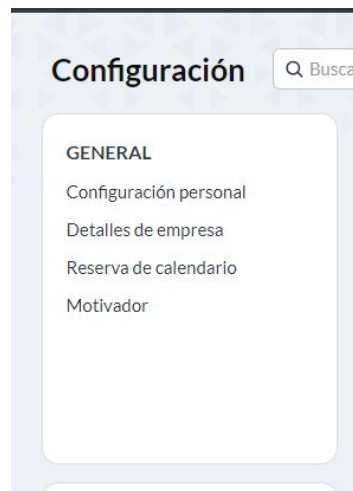 Configuración
Busca
GENERAL
Configuración personal
Detalles de empresa
Reserva de calendario
Motivador